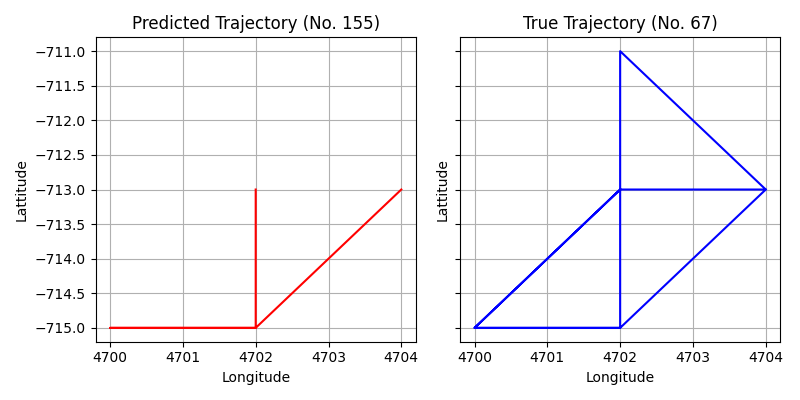 Predicted Trajectory (No. 155)
True Trajectory (No. 67)
−711.0
−711.5
−712.0
−712.5
−713.0
−713.5
−714.0
−714.5
−715.0
Lattitude
Lattitude
4700 4701 4702 4703 4704
4700 4701 4702 4703 4704
Longitude
Longitude